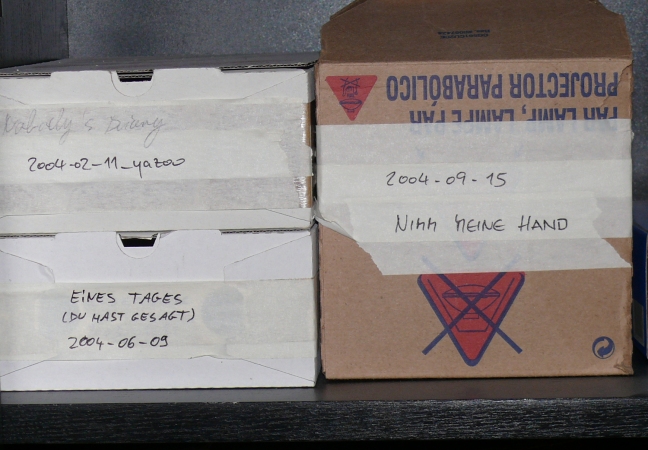 Nobody's Diary
2004-02-11_yazoo
EINES TAGES
(DU HAST GESAGT)
2004-06-09
PROJECTOR PARABÓLICO
PAR LAMP, LAMPE PAR
2004-09-15
NIMM MEINE HAND